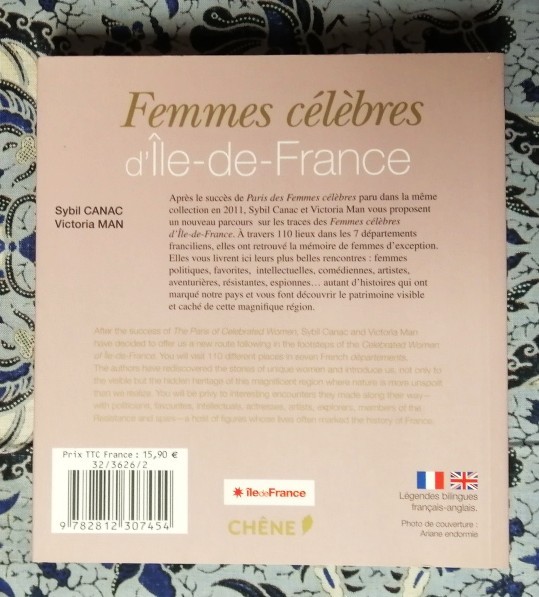 Femmes célèbres
d'Île-de-France
Sybil CANAC
Victoria MAN
Après le succès de Paris des Femmes célèbres paru dans la même
collection en 2011, Sybil Canac et Victoria Man vous proposent
un nouveau parcours sur les traces des Femmes célèbres
d'Île-de-France. À travers 110 lieux dans les 7 départements
franciliens, elles ont retrouvé la mémoire de femmes d'exception.
Elles vous livrent ici leurs plus belles rencontres : femmes
politiques, favorites, intellectuelles, comédiennes, artistes,
aventurières, résistantes, espionnes... autant d'histoires qui ont
marqué notre pays et vous font découvrir le patrimoine visible
et caché de cette magnifique région.
After the success of The Paris of Celebrated Women, Sybil Canac and Victoria Man
have decided to offer us a new route following in the footsteps of the Celebrated Women
of Île-de-France. You will visit 110 different places in seven French départements.
The authors have rediscovered the stories of unique women and introduce us, not only to
the visible but the hidden heritage of this magnificent region where nature is more unspoilt
than we realize. You will be privy to interesting encounters they made along their way–
with politicians, favourites, intellectuals, actresses, artists, explorers, members of the
Resistance and spies– a host of figures whose lives often marked the history of France.
Prix TTC France : 15,90 €
32/3626/2
9 782812 307454
îledeFrance
CHÊNE
Légendes bilingues
français-anglais.
Photo de couverture :
Ariane endormie